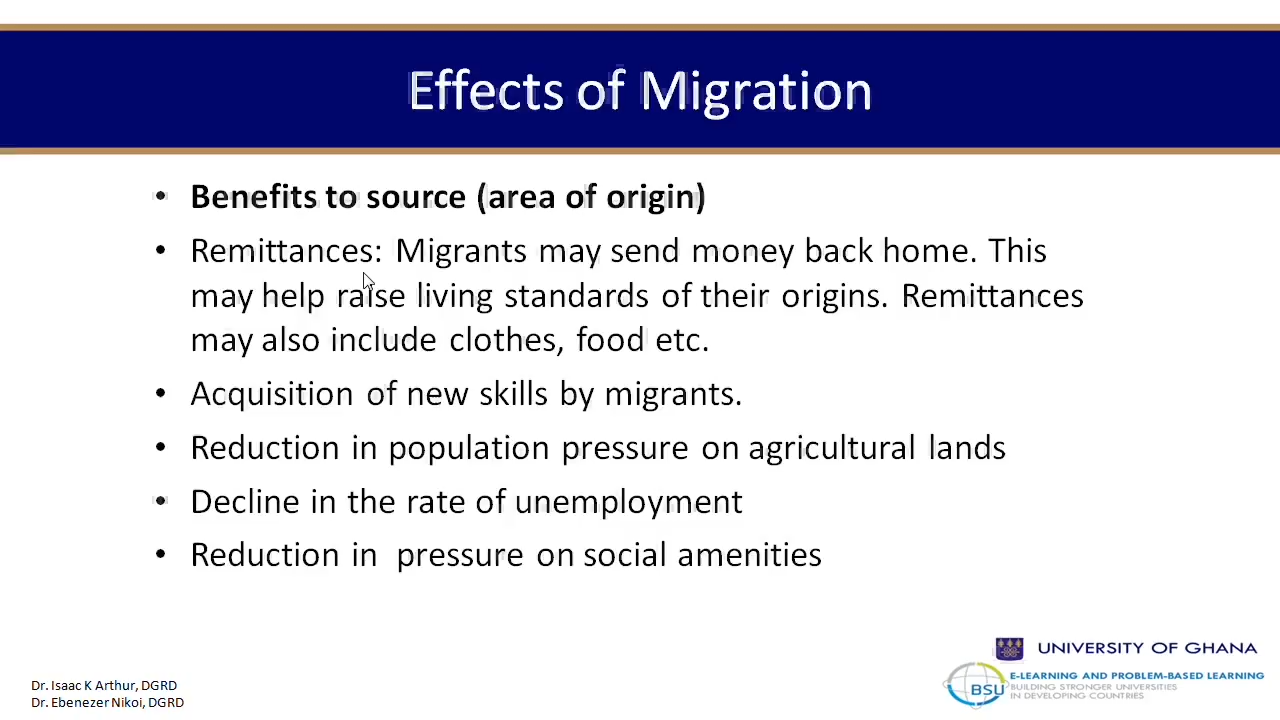 Effects of Migration
• Benefits to source (area of origin)
• Remittances: Migrants may send money back home. This
may help raise living standards of their origins. Remittances
may also include clothes, food etc.
• Acquisition of new skills by migrants.
• Reduction in population pressure on agricultural lands
• Decline in the rate of unemployment
• Reduction in pressure on social amenities
UNIVERSITY OF GHANA
BSU
E-LEARNING AND PROBLEM-BASED LEARNING
BUILDING STRONGER UNIVERSITIES
IN DEVELOPING COUNTRIES
Dr. Isaac K Arthur, DGRD
Dr. Ebenezer Nikoi, DGRD